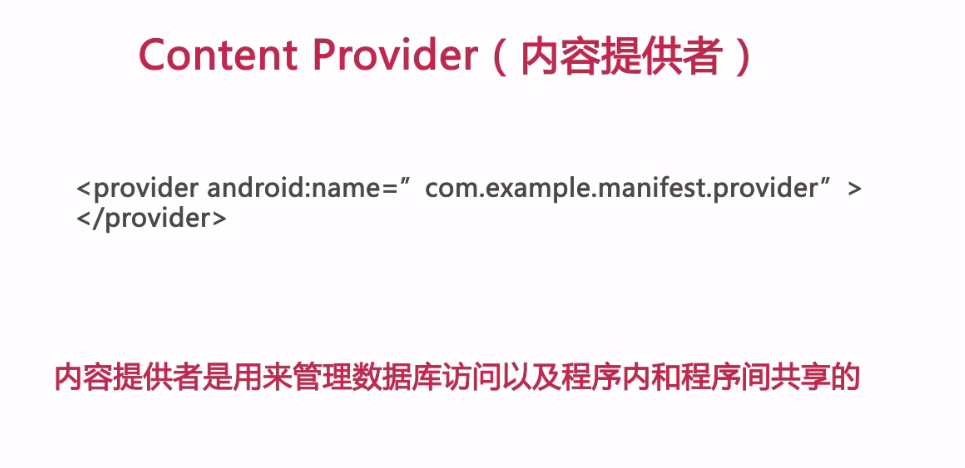 Content Provider（内容提供者）
<provider android:name=” com.example.manifest.provider” >
</provider>
内容提供者是用来管理数据库访问以及程序内和程序间共享的